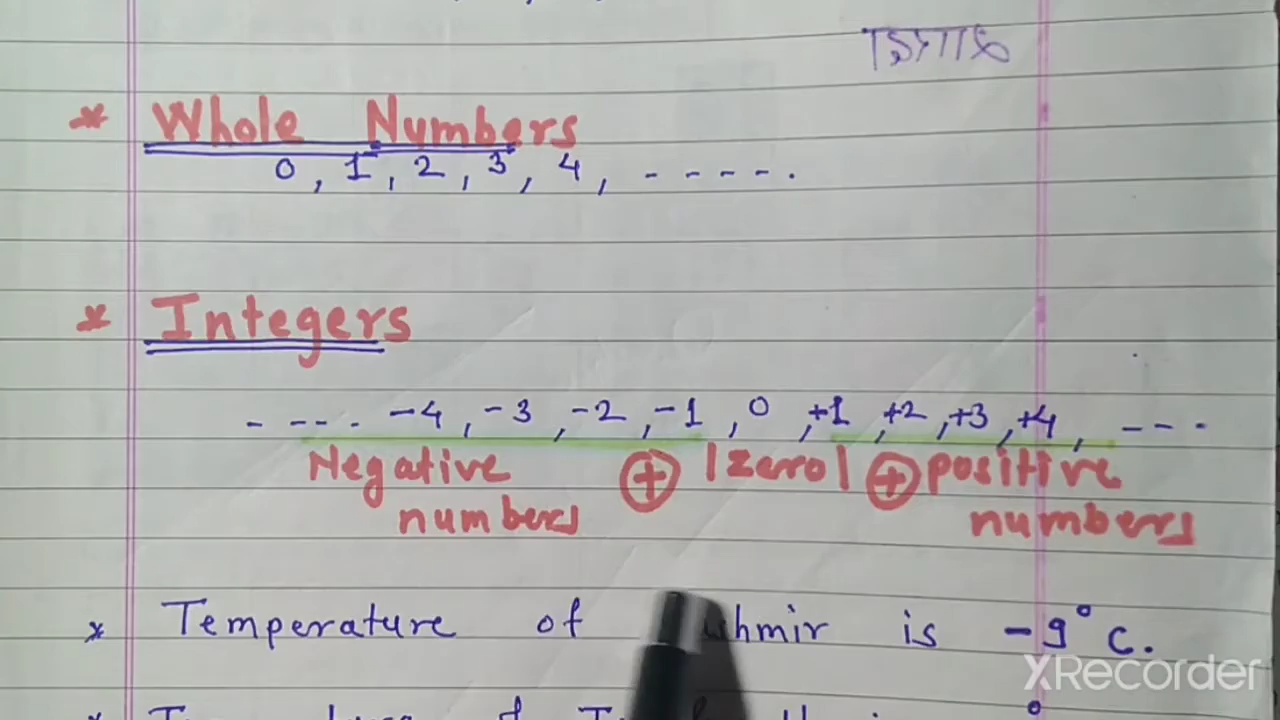 * Whole Numbers
0, 1, 2, 3, 4, - - - - - .
* Integers
- - - - . -4, -3, -2, -1, 0, +1, +2, +3, +4, - - - .
Negative numbers ⊕ |zero| ⊕ positive numbers
* Temperature of shmir is -9°c.
XRecorder